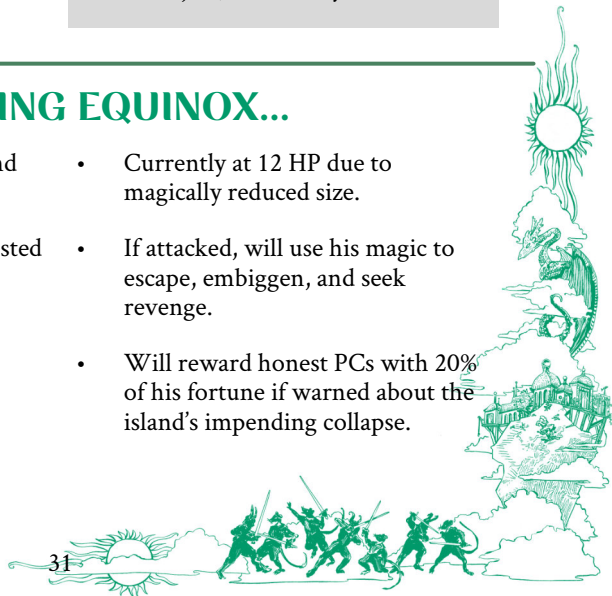 ING EQUINOX...
nd
sted
• Currently at 12 HP due to
magically reduced size.
• If attacked, will use his magic to
escape, embiggen, and seek
revenge.
• Will reward honest PCs with 20%
of his fortune if warned about the
island's impending collapse.
31